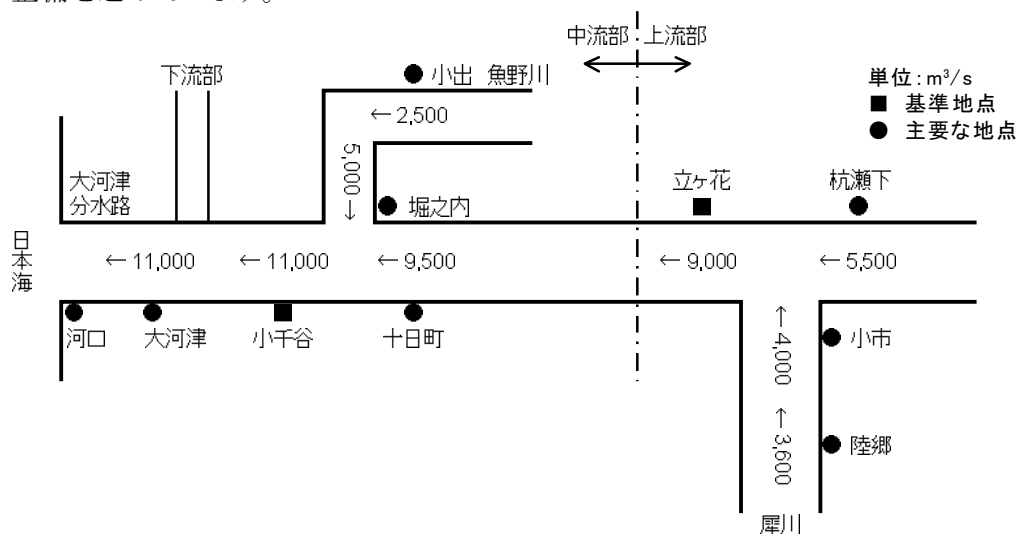 中流部 上流部
下流部
小出 魚野川
単位:m³/s
■ 基準地点
● 主要な地点
←2,500
5,000→
大河津
分水路
堀之内
立ヶ花
杭瀬下
日本海
←11,000
←11,000
←9,500
←9,000
←5,500
河口
大河津
小千谷
十日町
←4,000
小市
←3,600
陸郷
犀川